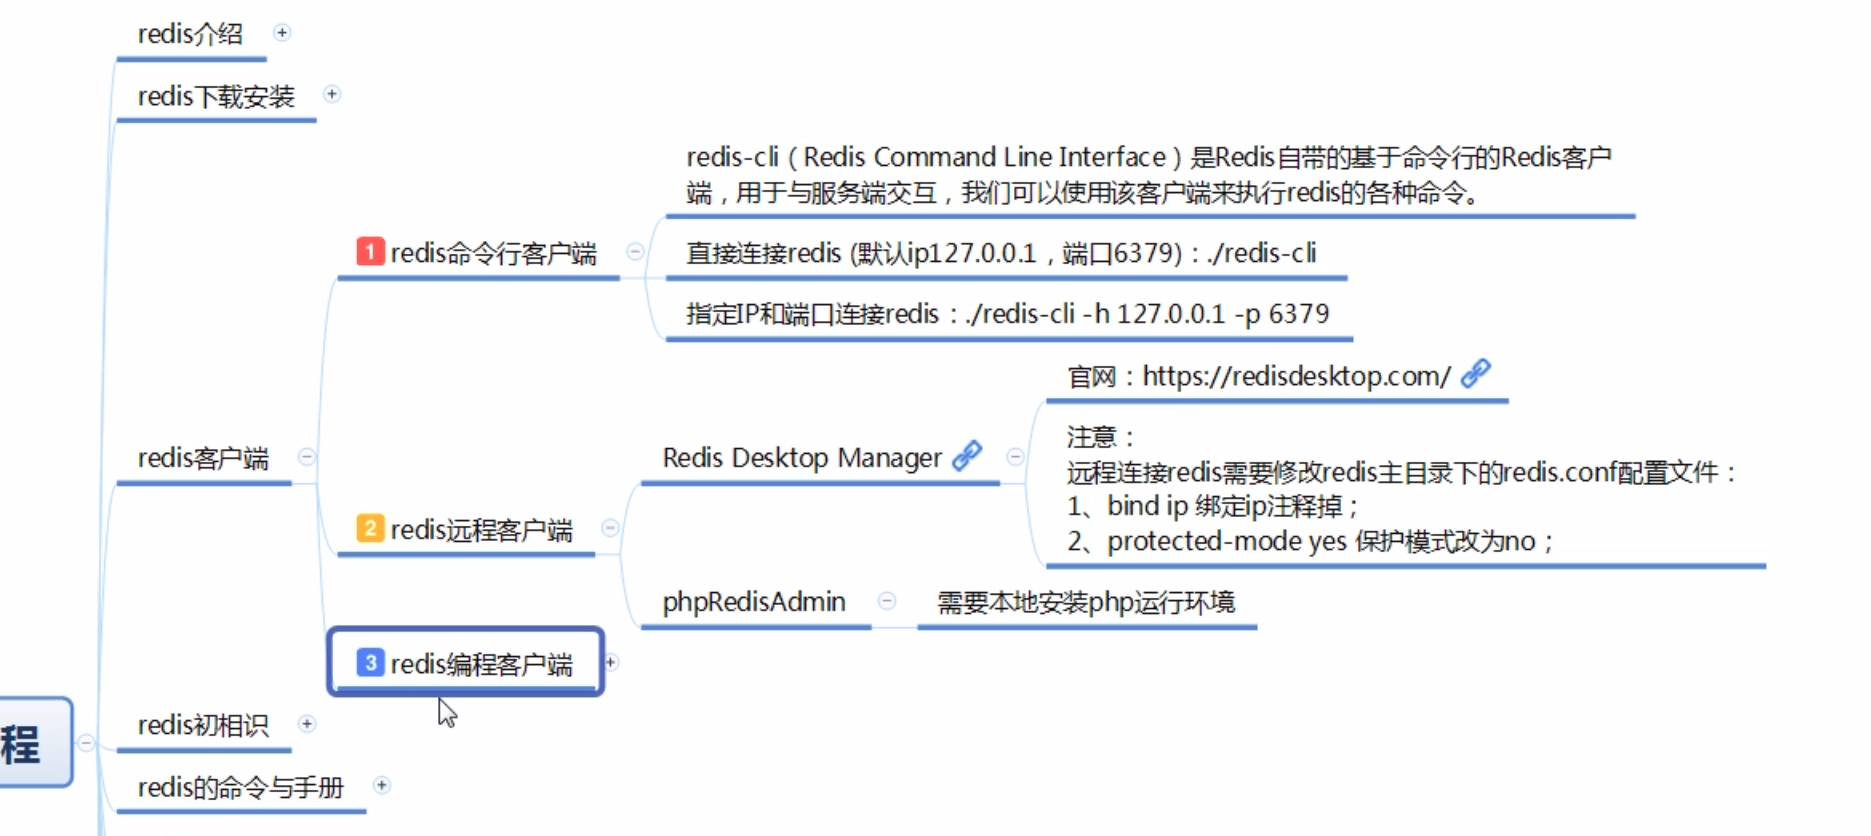 redis介绍
redis下载安装
redis-cli（Redis Command Line Interface）是Redis自带的基于命令行的Redis客户
端，用于与服务端交互，我们可以使用该客户端来执行redis的各种命令。
1 redis命令行客户端
直接连接redis (默认ip127.0.0.1，端口6379)：./redis-cli
指定IP和端口连接redis：./redis-cli -h 127.0.0.1 -p 6379
redis客户端
2 redis远程客户端
Redis Desktop Manager
官网：https://redisdesktop.com/
注意：
远程连接redis需要修改redis主目录下的redis.conf配置文件：
1、bind ip 绑定ip注释掉；
2、protected-mode yes 保护模式改为no；
phpRedisAdmin
需要本地安装php运行环境
3 redis编程客户端
redis初相识
程
redis的命令与手册